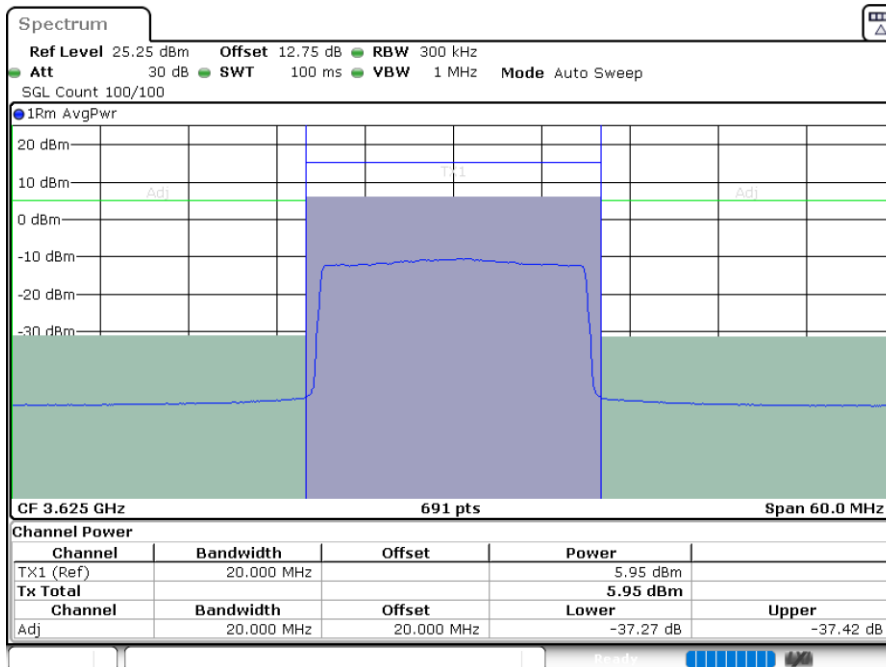 Spectrum
Ref Level 25.25 dBm Offset 12.75 dB RBW 300 kHz
Att 30 dB SWT 100 ms VBW 1 MHz Mode Auto Sweep
SGL Count 100/100
1Rm AvgPwr
20 dBm
TX1
10 dBm
Adj Adj
0 dBm
-10 dBm
-20 dBm
-30 dBm
CF 3.625 GHz 691 pts Span 60.0 MHz
Channel Power
Channel Bandwidth Offset Power
TX1 (Ref) 20.000 MHz 5.95 dBm
Tx Total 5.95 dBm
Channel Bandwidth Offset Lower Upper
Adj 20.000 MHz 20.000 MHz -37.27 dB -37.42 dB
Ready